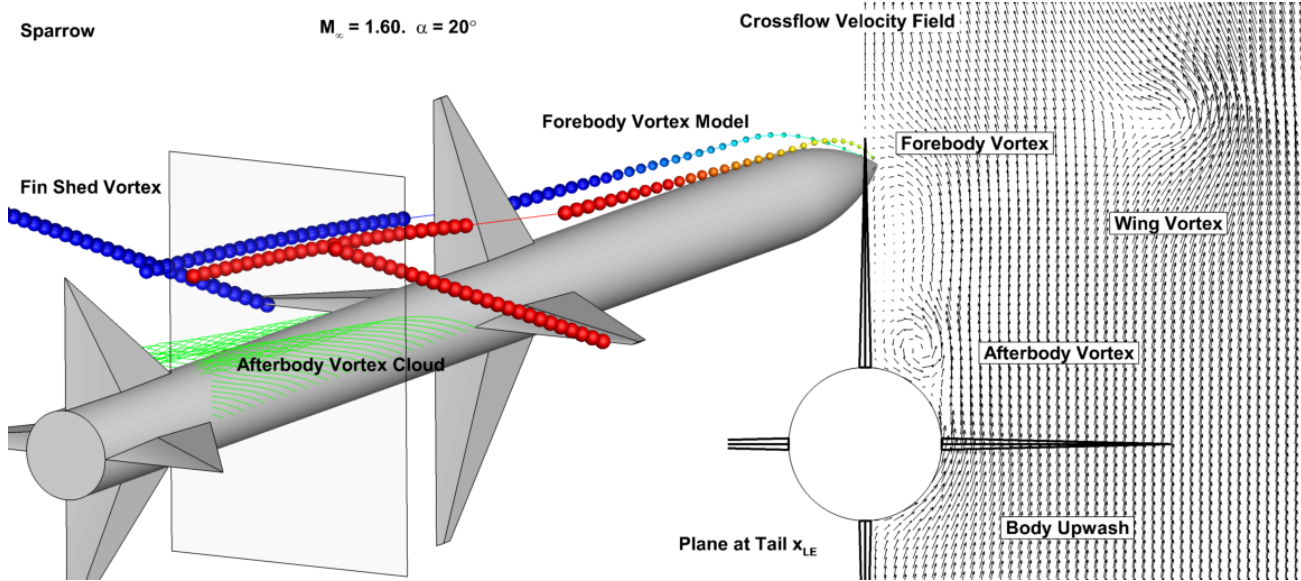 Sparrow
M∞ = 1.60. α = 20°
Crossflow Velocity Field
Forebody Vortex Model
Forebody Vortex
Fin Shed Vortex
Wing Vortex
Afterbody Vortex
Afterbody Vortex Cloud
Body Upwash
Plane at Tail xLE